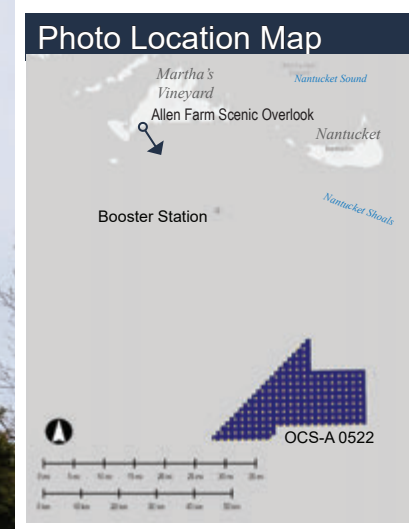 Photo Location Map
Martha's
Vineyard
Nantucket Sound
Allen Farm Scenic Overlook
Nantucket
Nantucket Shoals
Booster Station
OCS-A 0522